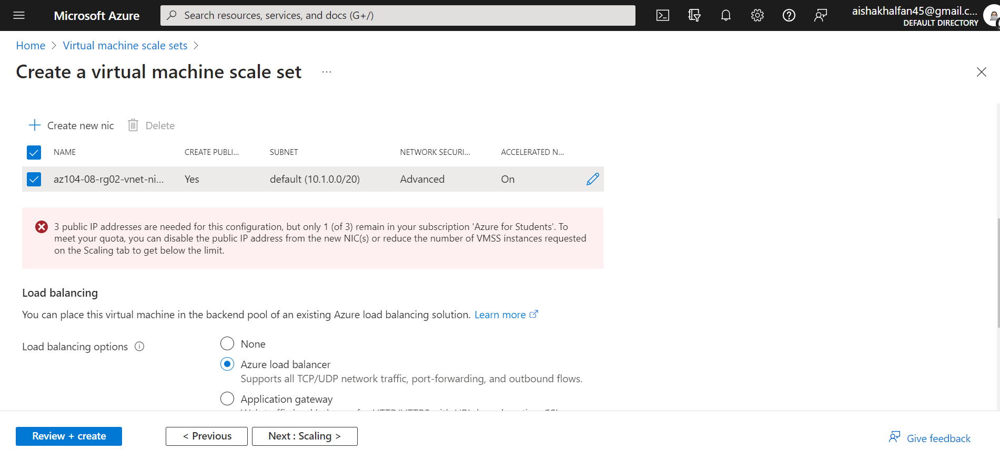 Microsoft Azure
Search resources, services, and docs (G+/)
aishakhalfan45@gmail.c...
DEFAULT DIRECTORY
Home > Virtual machine scale sets >
Create a virtual machine scale set ...
Create new nic Delete
NAME CREATE PUBLI... SUBNET NETWORK SECURI... ACCELERATED N...
az104-08-rg02-vnet-ni... Yes default (10.1.0.0/20) Advanced On
3 public IP addresses are needed for this configuration, but only 1 (of 3) remain in your subscription 'Azure for Students'. To
meet your quota, you can disable the public IP address from the new NIC(s) or reduce the number of VMSS instances requested
on the Scaling tab to get below the limit.
Load balancing
You can place this virtual machine in the backend pool of an existing Azure load balancing solution. Learn more
Load balancing options
None
Azure load balancer
Supports all TCP/UDP network traffic, port-forwarding, and outbound flows.
Application gateway
Review + create < Previous Next : Scaling > Give feedback